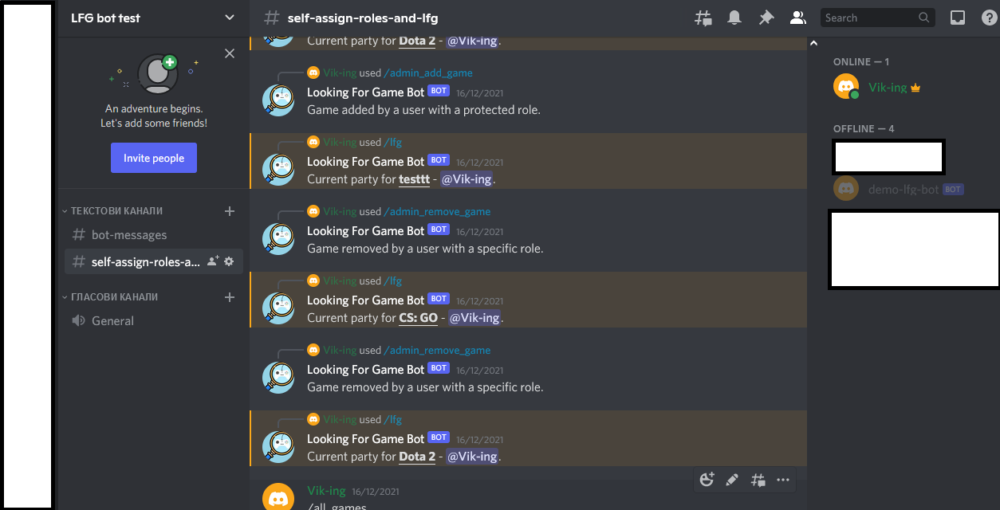 LFG bot test
An adventure begins.
Let's add some friends!
Invite people
ТЕКСТОВИ КАНАЛИ
# bot-messages
# self-assign-roles-a...
ГЛАСОВИ КАНАЛИ
General
# self-assign-roles-and-lfg
Search
Current party for Dota 2 - @Vik-ing.
Vik-ing used /admin_add_game
Looking For Game Bot BOT 16/12/2021
Game added by a user with a protected role.
Vik-ing used /lfg
Looking For Game Bot BOT 16/12/2021
Current party for testtt - @Vik-ing.
Vik-ing used /admin_remove_game
Looking For Game Bot BOT 16/12/2021
Game removed by a user with a specific role.
Vik-ing used /lfg
Looking For Game Bot BOT 16/12/2021
Current party for CS: GO - @Vik-ing.
Vik-ing used /admin_remove_game
Looking For Game Bot BOT 16/12/2021
Game removed by a user with a specific role.
Vik-ing used /lfg
Looking For Game Bot BOT 16/12/2021
Current party for Dota 2 - @Vik-ing.
Vik-ing 16/12/2021
/all_games
ONLINE — 1
Vik-ing
OFFLINE — 4
demo-lfg-bot BOT